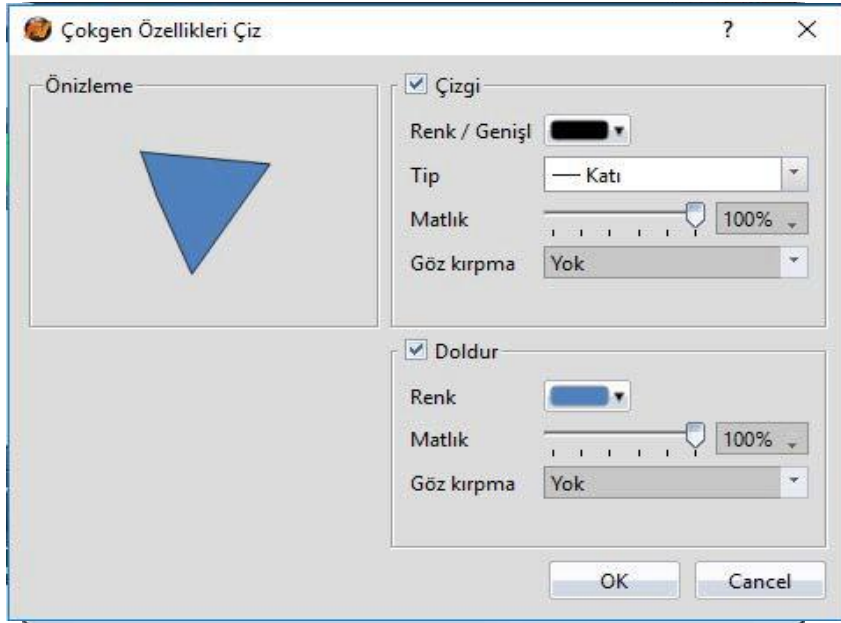 Çokgen Özellikleri Çiz
Önizleme
Çizgi
Renk / Genişl
Tip
Katı
Matlık
100%
Göz kırpma
Yok
Doldur
Renk
Matlık
100%
Göz kırpma
Yok
OK
Cancel